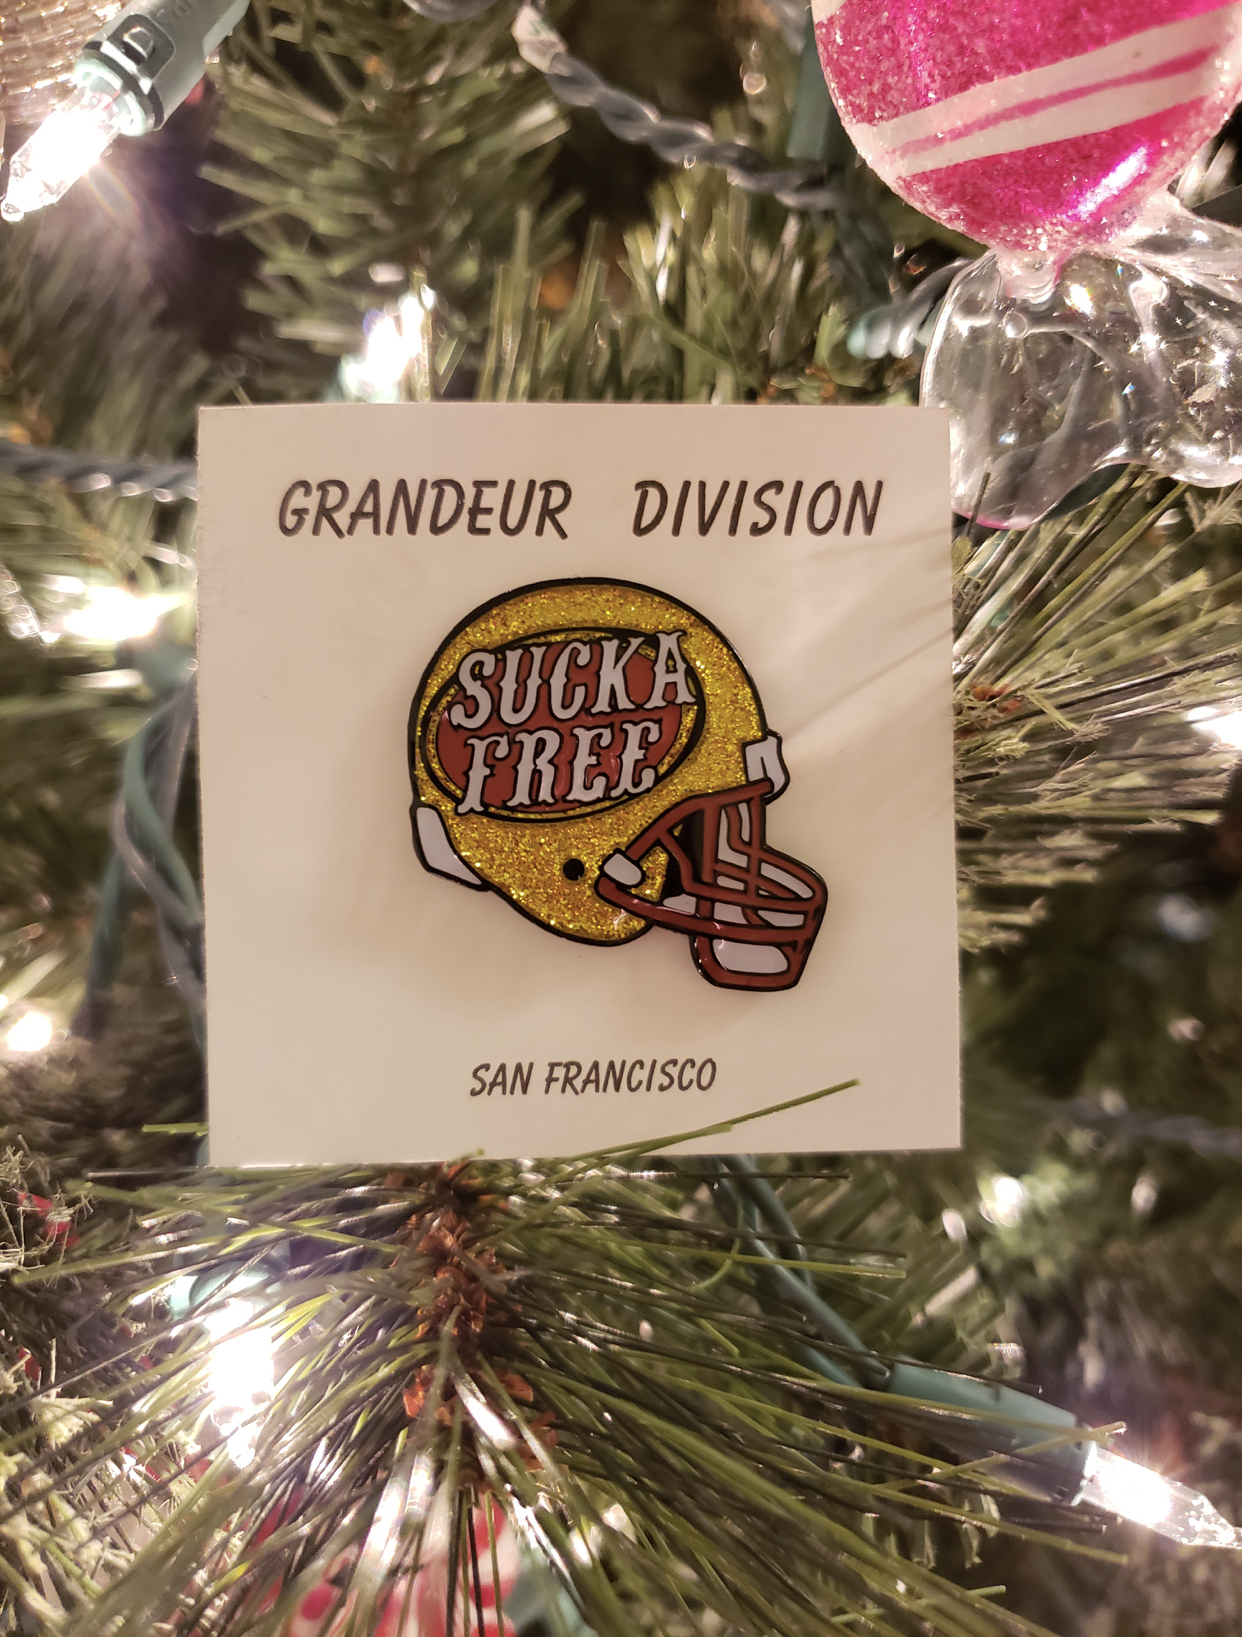 GRANDEUR DIVISION
SUCKA
FREE
SAN FRANCISCO